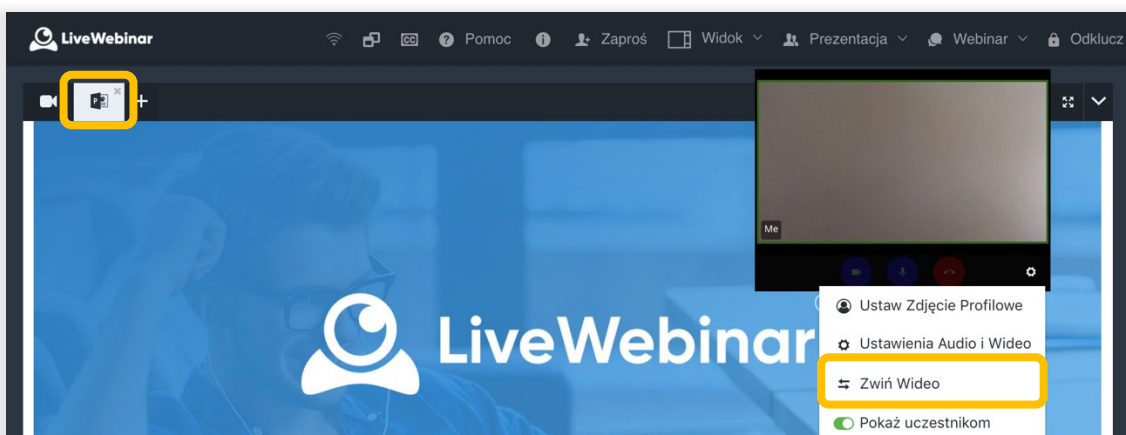 LiveWebinar
CC
Pomoc
Zaproś
Widok
Prezentacja
Webinar
Odklucz
P
Me
Ustaw Zdjęcie Profilowe
LiveWebinar
Ustawienia Audio i Wideo
Zwiń Wideo
Pokaż uczestnikom